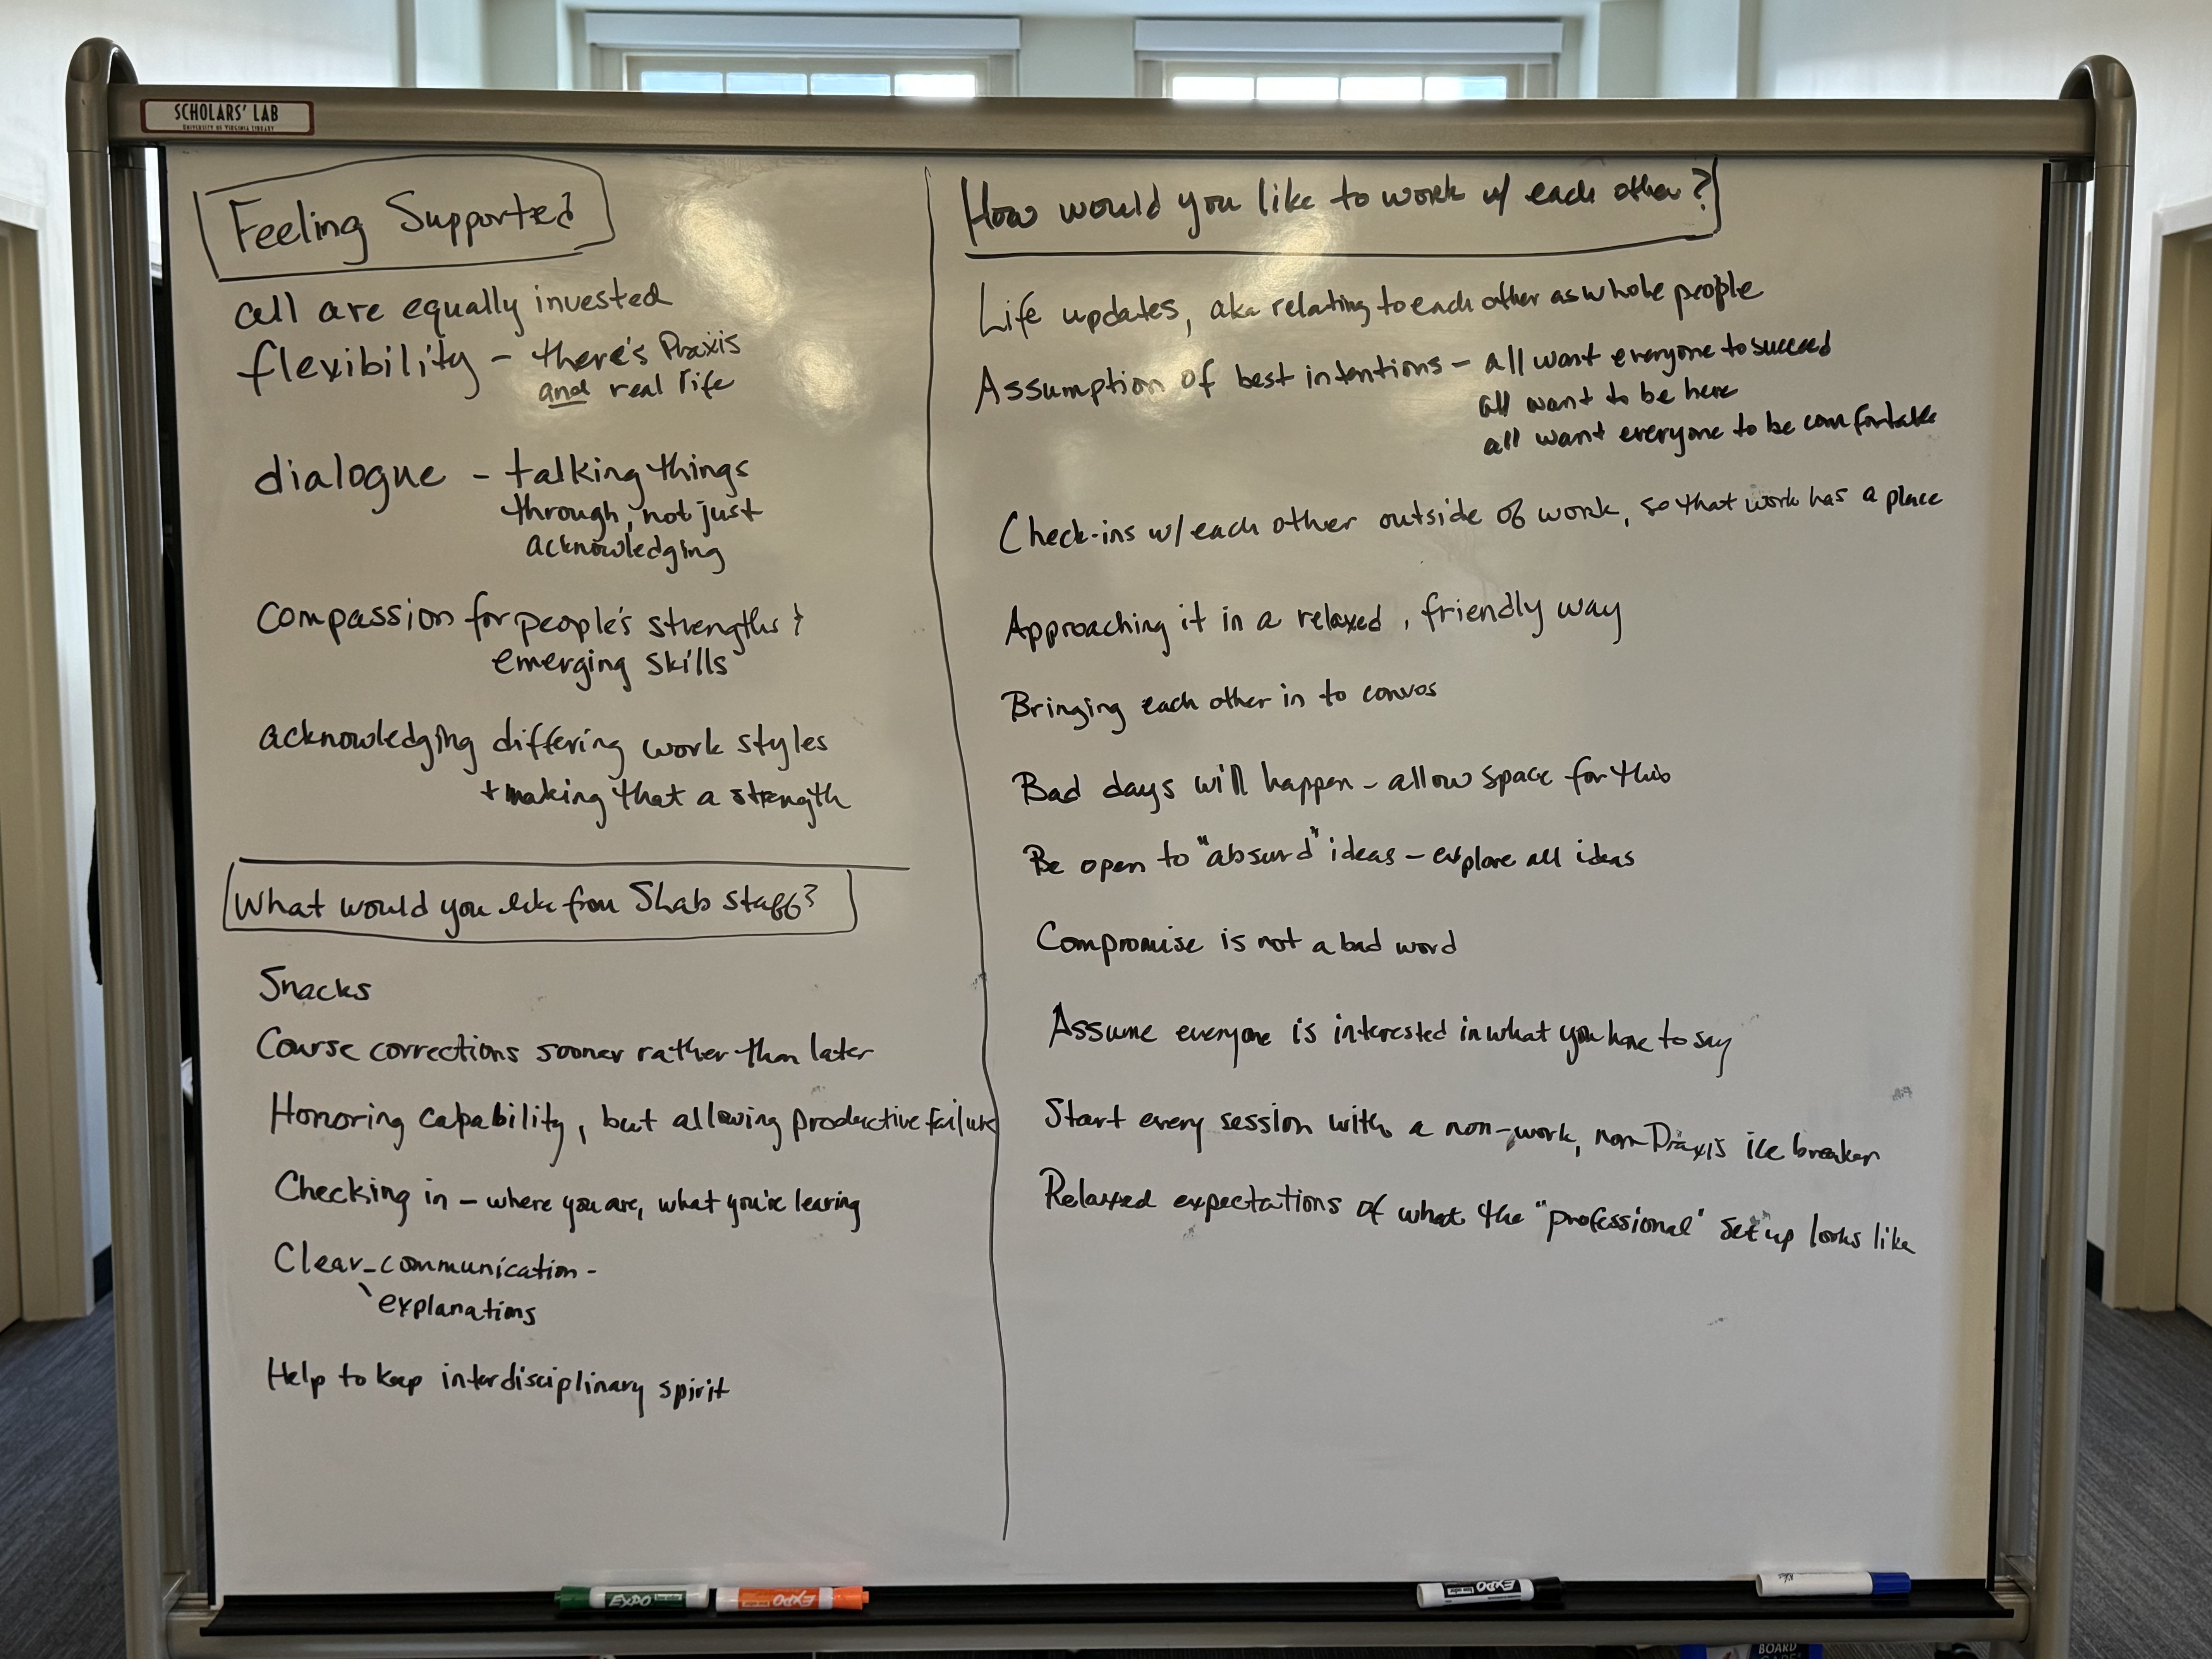 SCHOLARS' LAB
UNIVERSITY OF VIRGINIA LIBRARY
Feeling Supported
all are equally invested
flexibility – there's Praxis
and real life
dialogue – talking things
through, not just
acknowledging
compassion for people's strengths &
emerging skills
acknowledging differing work styles
+ making that a strength
What would you like from Slab staff?
Snacks
Course corrections sooner rather than later
Honoring capability, but allowing productive failure
Checking in – where you are, what you're learing
Clear communication -
explanations
Help to keep interdisciplinary spirit
How would you like to work w/ each other?
Life updates, aka relating to each other as whole people
Assumption of best intentions – all want everyone to succeed
all want to be here
all want everyone to be comfortable
Check-ins w/ each other outside of work, so that work has a place
Approaching it in a relaxed, friendly way
Bringing each other in to convos
Bad days will happen – allow space for this
Be open to "absurd" ideas – explore all ideas
Compromise is not a bad word
Assume everyone is interested in what you have to say
Start every session with a non-work, non-Praxis ice breaker
Relaxed expectations of what the "professional" set up looks like
EXPO
EXPO
EXPO
BOARD